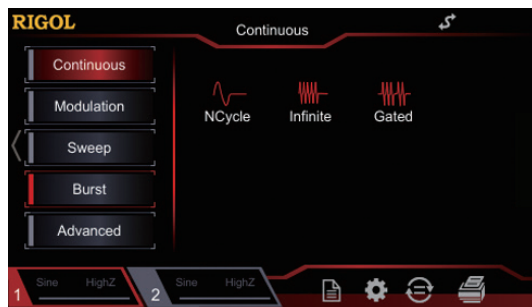 RIGOL
Continuous
Continuous
Modulation
Sweep
Burst
Advanced
NCycle Infinite Gated
1 Sine HighZ
2 Sine HighZ